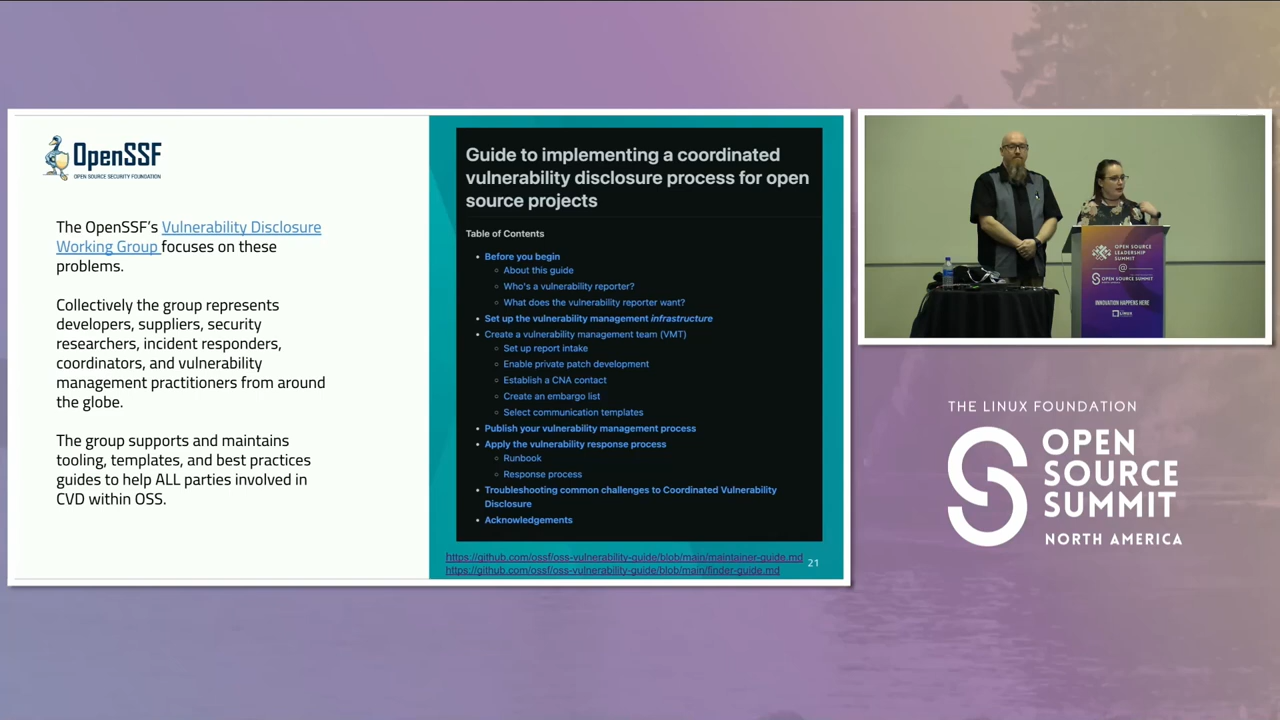 OpenSSF
OPEN SOURCE SECURITY FOUNDATION
The OpenSSF’s Vulnerability Disclosure
Working Group focuses on these
problems.
Collectively the group represents
developers, suppliers, security
researchers, incident responders,
coordinators, and vulnerability
management practitioners from around
the globe.
The group supports and maintains
tooling, templates, and best practices
guides to help ALL parties involved in
CVD within OSS.
Guide to implementing a coordinated
vulnerability disclosure process for open
source projects
Table of Contents
Before you begin
About this guide
Who's a vulnerability reporter?
What does the vulnerability reporter want?
Set up the vulnerability management infrastructure
Create a vulnerability management team (VMT)
Set up report intake
Enable private patch development
Establish a CNA contact
Create an embargo list
Select communication templates
Publish your vulnerability management process
Apply the vulnerability response process
Runbook
Response process
Troubleshooting common challenges to Coordinated Vulnerability
Disclosure
Acknowledgements
https://github.com/ossf/oss-vulnerability-guide/blob/main/maintainer-guide.md
https://github.com/ossf/oss-vulnerability-guide/blob/main/finder-guide.md
21
OPEN SOURCE
LEADERSHIP
SUMMIT
@
OPEN SOURCE SUMMIT
INNOVATION HAPPENS HERE
LINUX
THE LINUX FOUNDATION
OPEN
SOURCE
SUMMIT
NORTH AMERICA